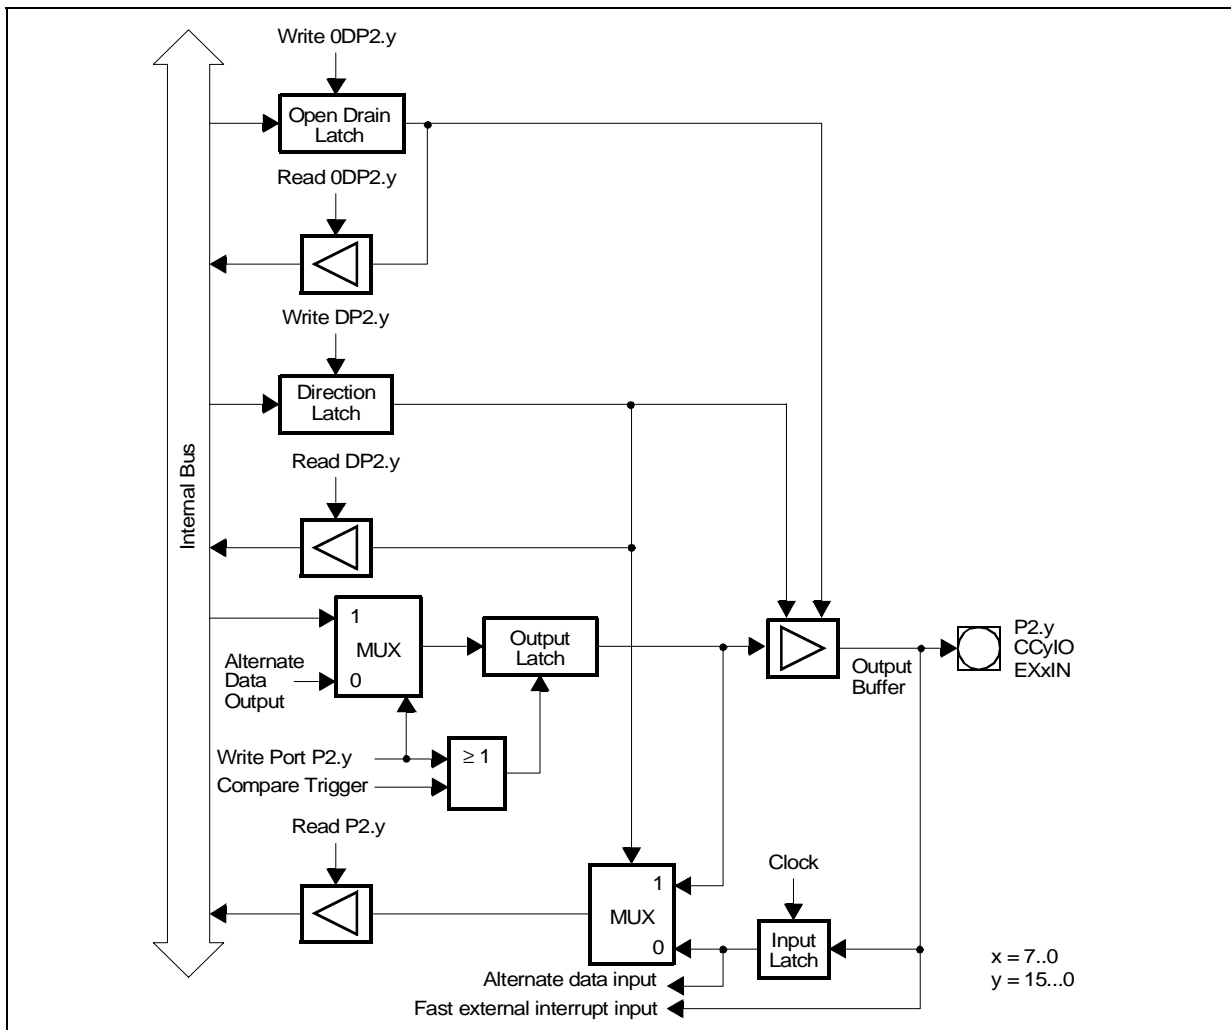 Write 0DP2.y
Open Drain
Latch
Read 0DP2.y
Write DP2.y
Direction
Latch
Internal Bus
Read DP2.y
1
MUX
0
Alternate
Data
Output
Output
Latch
Output
Buffer
P2.y
CCyIO
EXxIN
Write Port P2.y
≥ 1
Compare Trigger
Read P2.y
Clock
1
MUX
0
Input
Latch
Alternate data input
Fast external interrupt input
x = 7..0
y = 15...0